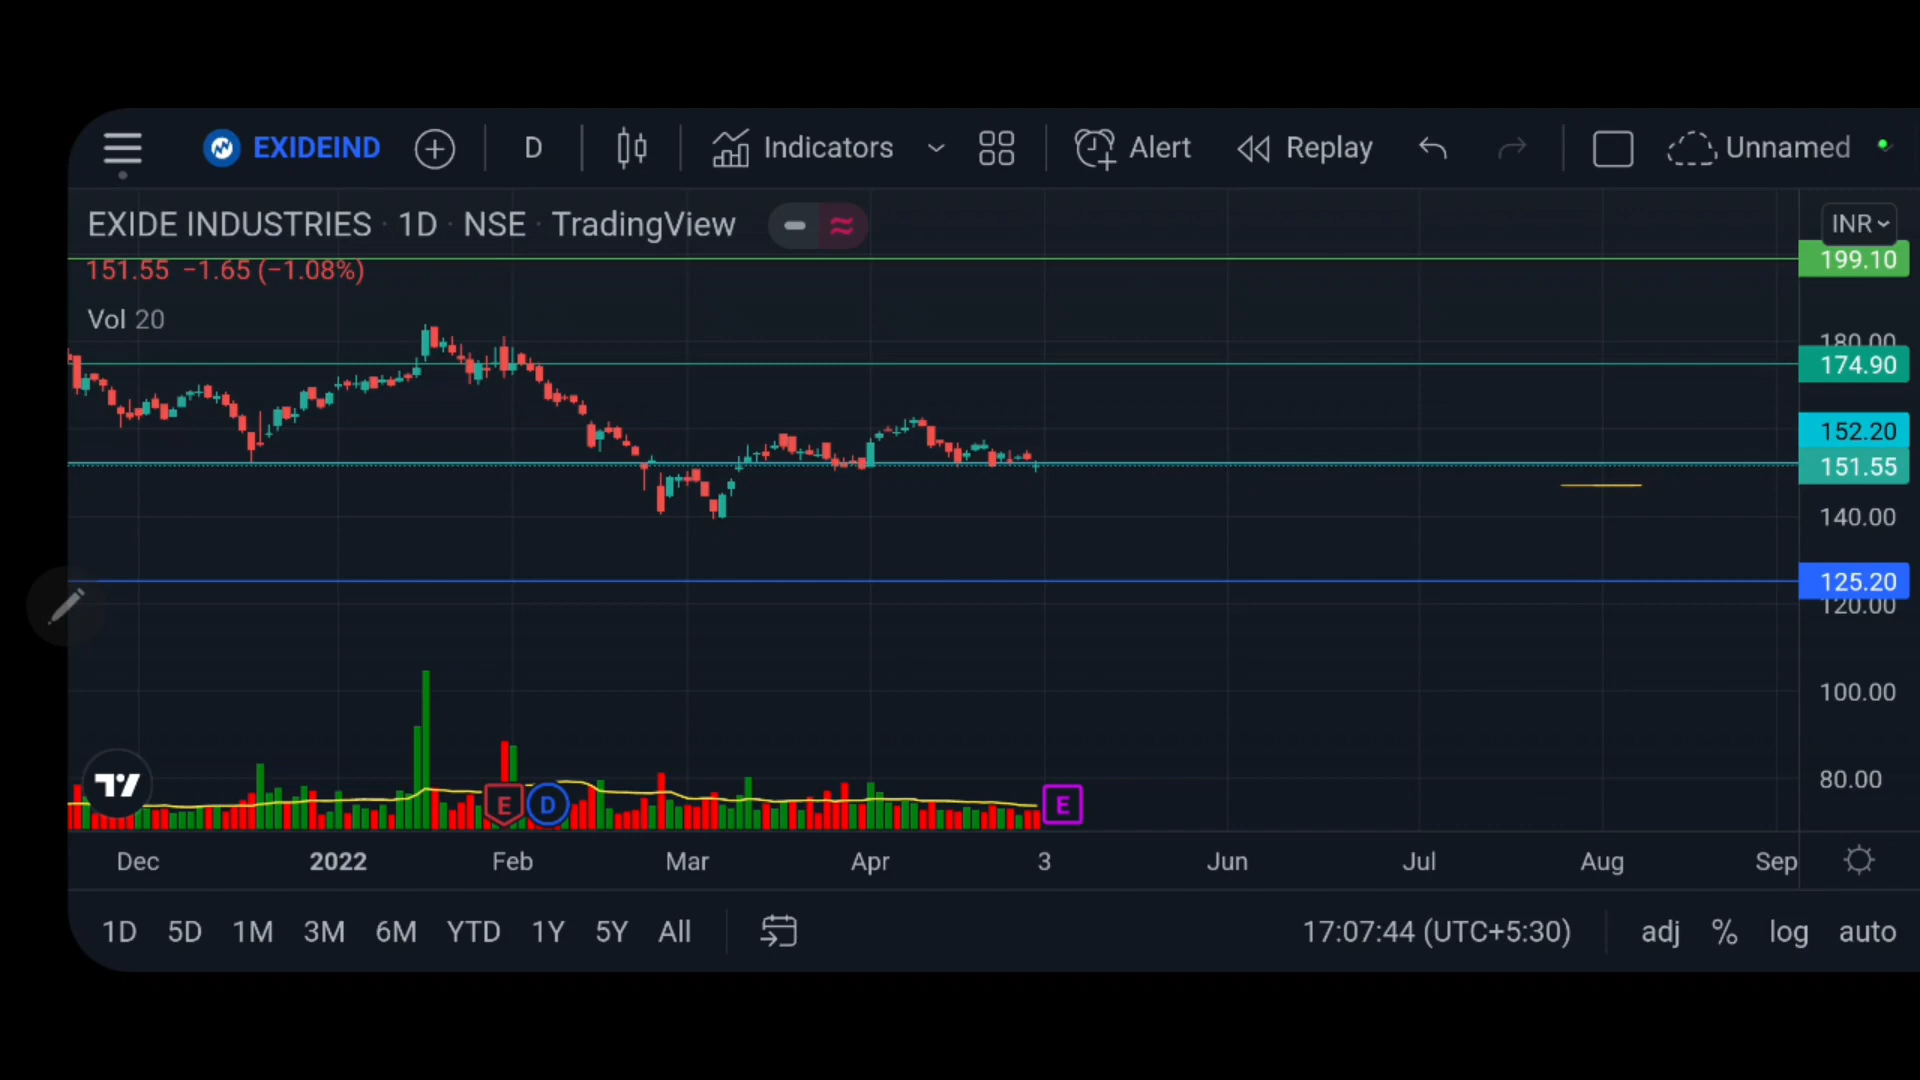 EXIDEIND D Indicators Alert Replay Unnamed
EXIDE INDUSTRIES · 1D · NSE · TradingView
INR
199.10
151.55 −1.65 (−1.08%)
Vol 20
180.00
174.90
152.20
151.55
140.00
125.20
120.00
100.00
80.00
E D E
Dec 2022 Feb Mar Apr 3 Jun Jul Aug Sep
1D 5D 1M 3M 6M YTD 1Y 5Y All 17:07:44 (UTC+5:30) adj % log auto